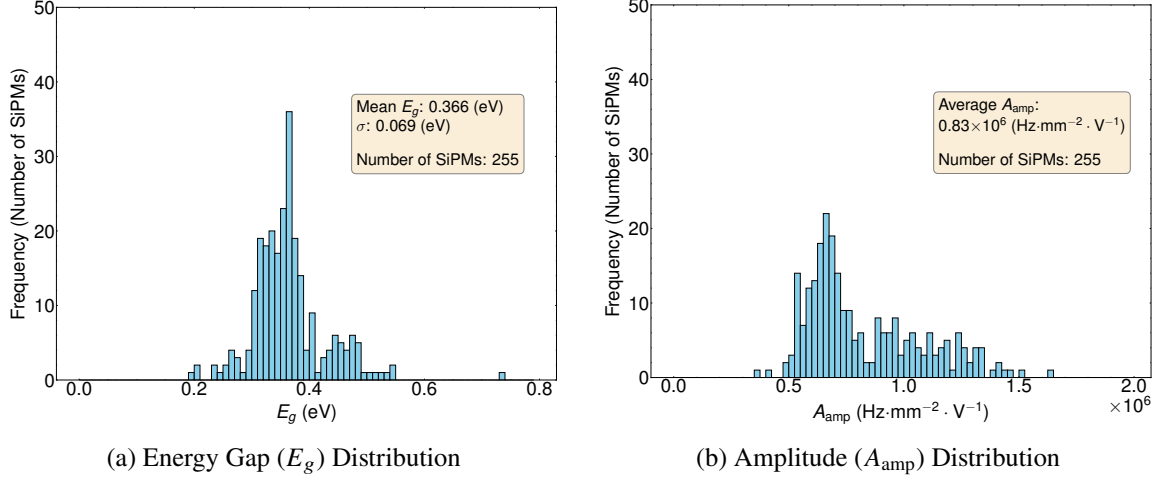 50
40
30
20
10
0
Frequency (Number of SiPMs)
Mean E_g: 0.366 (eV)
σ: 0.069 (eV)
Number of SiPMs: 255
0.0 0.2 0.4 0.6 0.8
E_g (eV)
(a) Energy Gap (E_g) Distribution
50
40
30
20
10
0
Frequency (Number of SiPMs)
Average A_amp:
0.83×10⁶ (Hz·mm⁻² · V⁻¹)
Number of SiPMs: 255
0.0 0.5 1.0 1.5 2.0
×10⁶
A_amp (Hz·mm⁻² · V⁻¹)
(b) Amplitude (A_amp) Distribution